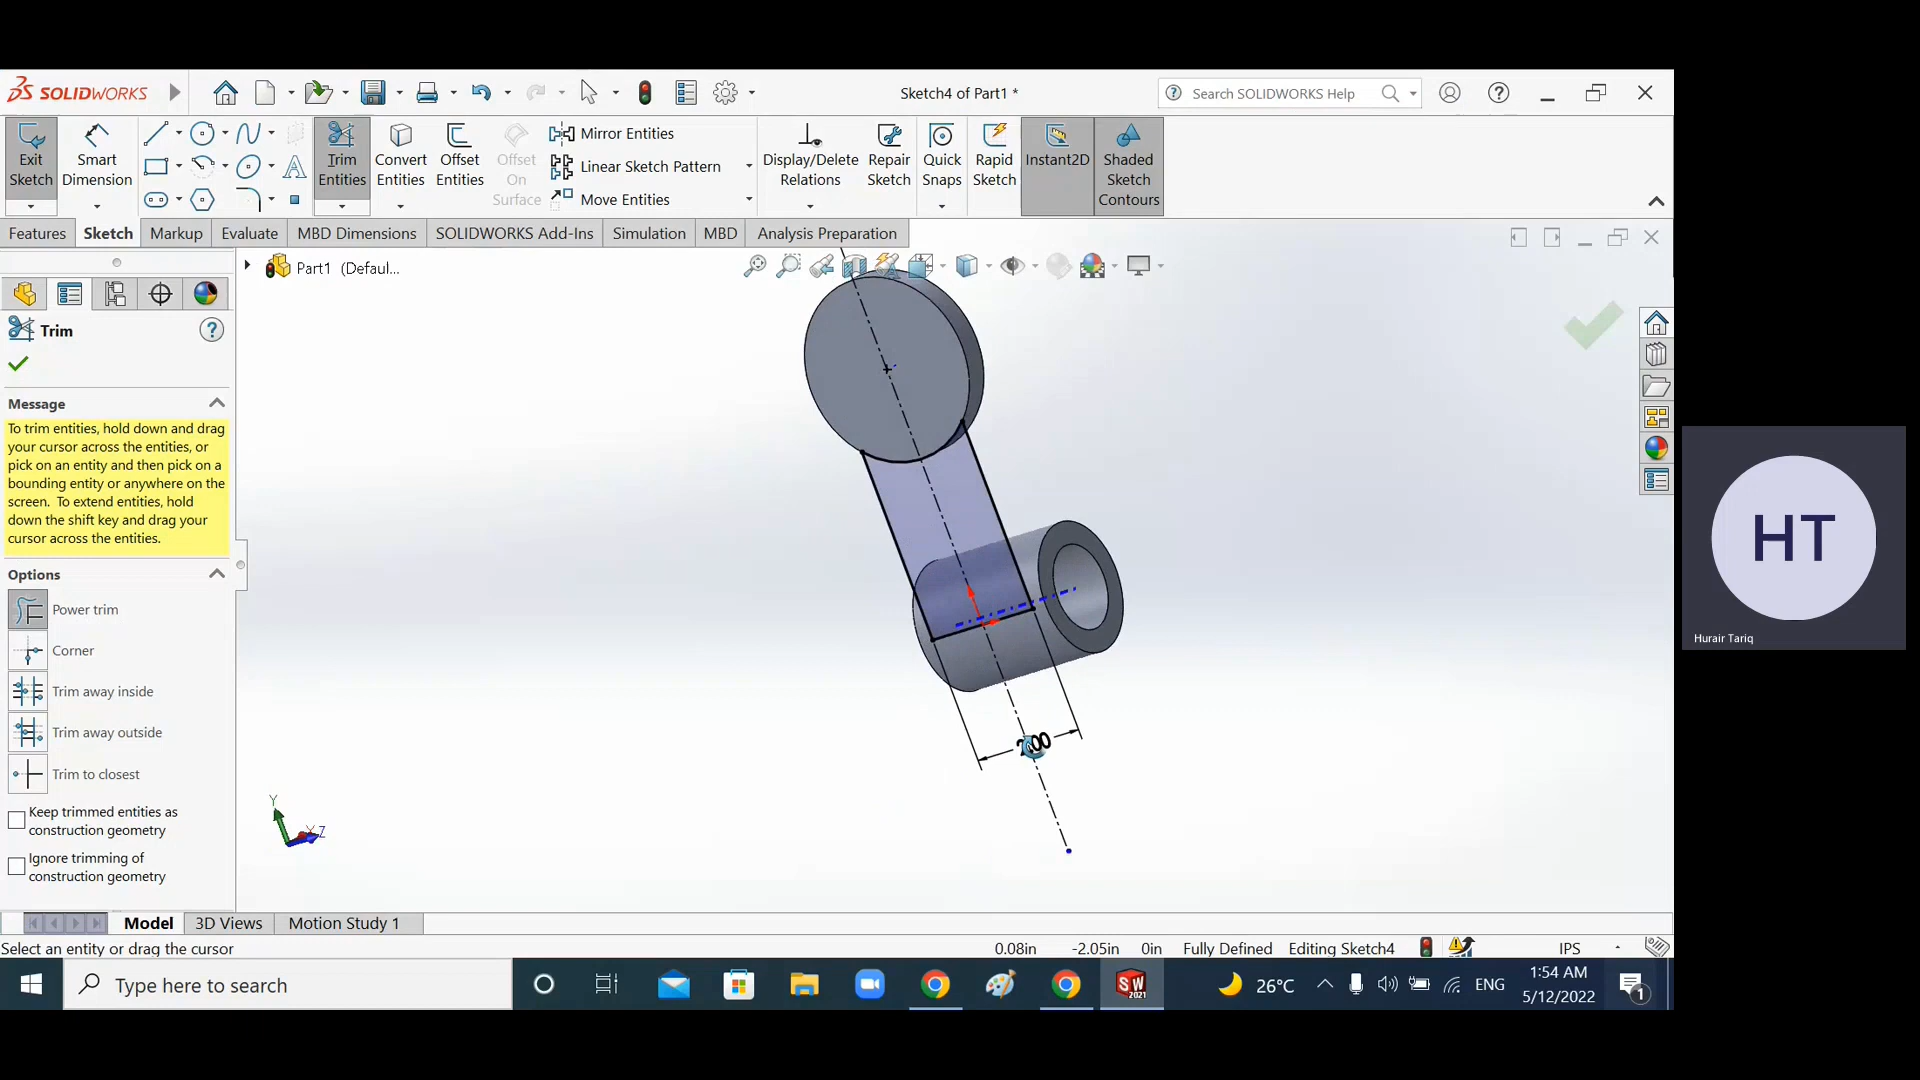 SOLIDWORKS
Sketch4 of Part1 *
Search SOLIDWORKS Help
Exit Sketch
Smart Dimension
Trim Entities
Convert Entities
Offset Entities
Offset On Surface
Mirror Entities
Linear Sketch Pattern
Move Entities
Display/Delete Relations
Repair Sketch
Quick Snaps
Rapid Sketch
Instant2D
Shaded Sketch Contours
Features
Sketch
Markup
Evaluate
MBD Dimensions
SOLIDWORKS Add-Ins
Simulation
MBD
Analysis Preparation
Part1 (Defaul...
Trim
Message
To trim entities, hold down and drag
your cursor across the entities, or
pick on an entity and then pick on a
bounding entity or anywhere on the
screen. To extend entities, hold
down the shift key and drag your
cursor across the entities.
Options
Power trim
Corner
Trim away inside
Trim away outside
Trim to closest
Keep trimmed entities as
construction geometry
Ignore trimming of
construction geometry
Y
X
Z
HT
Hurair Tariq
Model
3D Views
Motion Study 1
Select an entity or drag the cursor
0.08in
-2.05in
0in
Fully Defined
Editing Sketch4
IPS
Type here to search
SW
2021
26°C
ENG
1:54 AM
5/12/2022
1